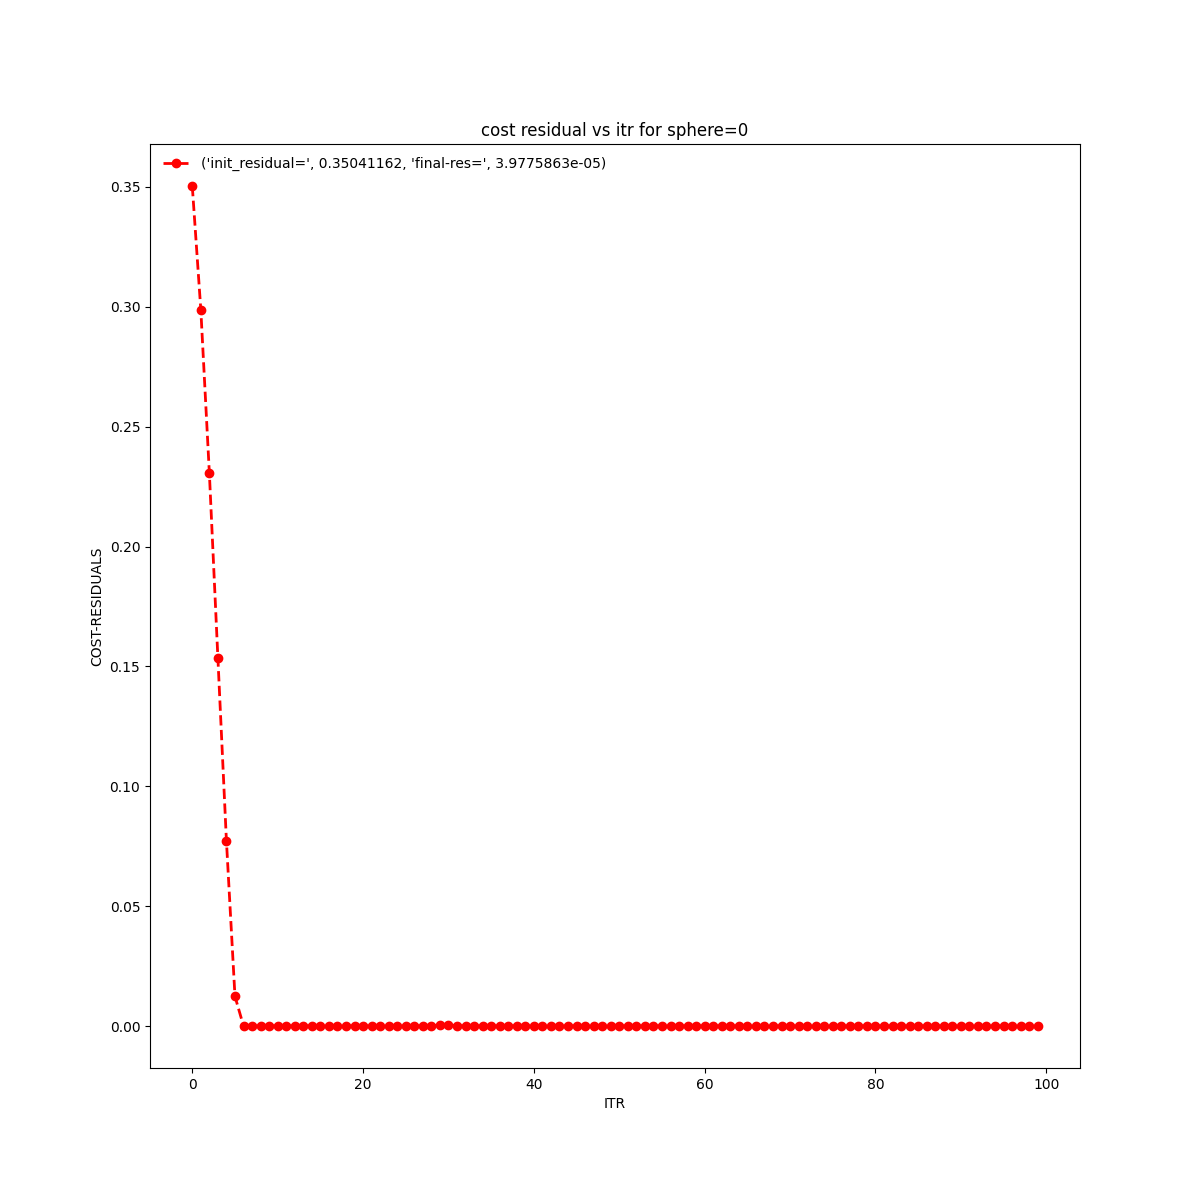 cost residual vs itr for sphere=0
('init_residual=', 0.35041162, 'final-res=', 3.9775863e-05)
0.35
0.30
0.25
0.20
0.15
0.10
0.05
0.00
COST-RESIDUALS
0 20 40 60 80 100
ITR